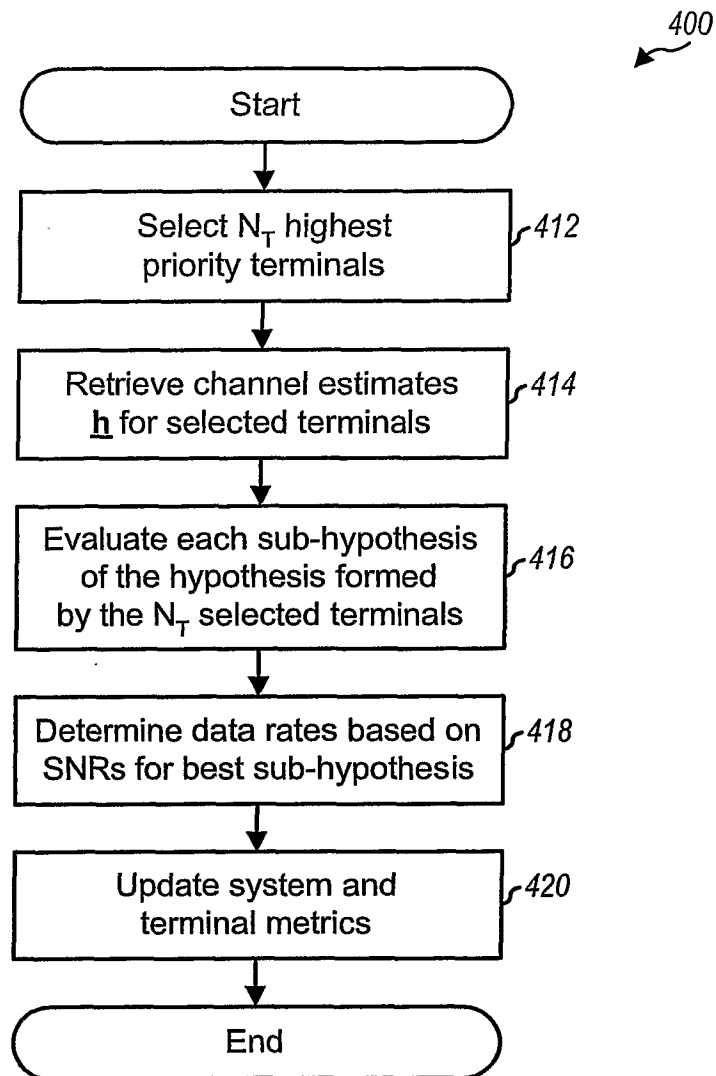 400
Start
Select N_T highest
priority terminals
412
Retrieve channel estimates
h for selected terminals
414
Evaluate each sub-hypothesis
of the hypothesis formed
by the N_T selected terminals
416
Determine data rates based on
SNRs for best sub-hypothesis
418
Update system and
terminal metrics
420
End